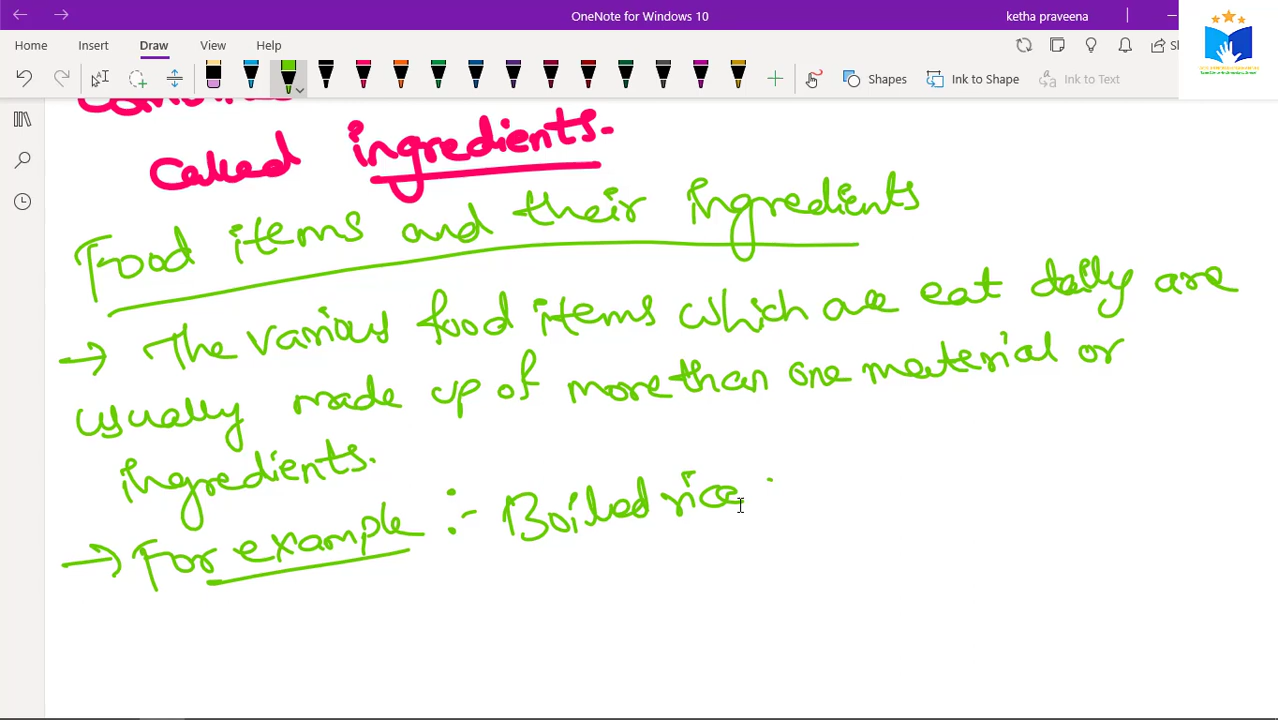 OneNote for Windows 10
ketha praveena
Home Insert Draw View Help
Shapes
Ink to Shape
Ink to Text
called ingredients.
Food items and their ingredients
→ The various food items which are eat daily are
usually made up of more than one material or
ingredients.
→ For example :- Boiled rice